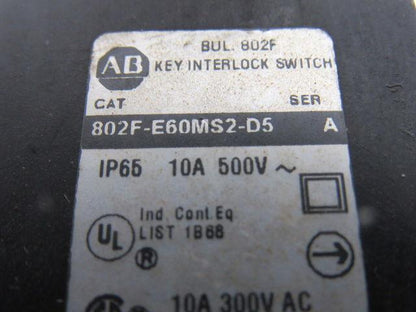 BUL. 802F
AB KEY INTERLOCK SWITCH
CAT SER
802F-E60MS2-D5 A
IP65 10A 500V ~
Ind. Cont. Eq.
UL LIST 1B68
®
10A 300V AC